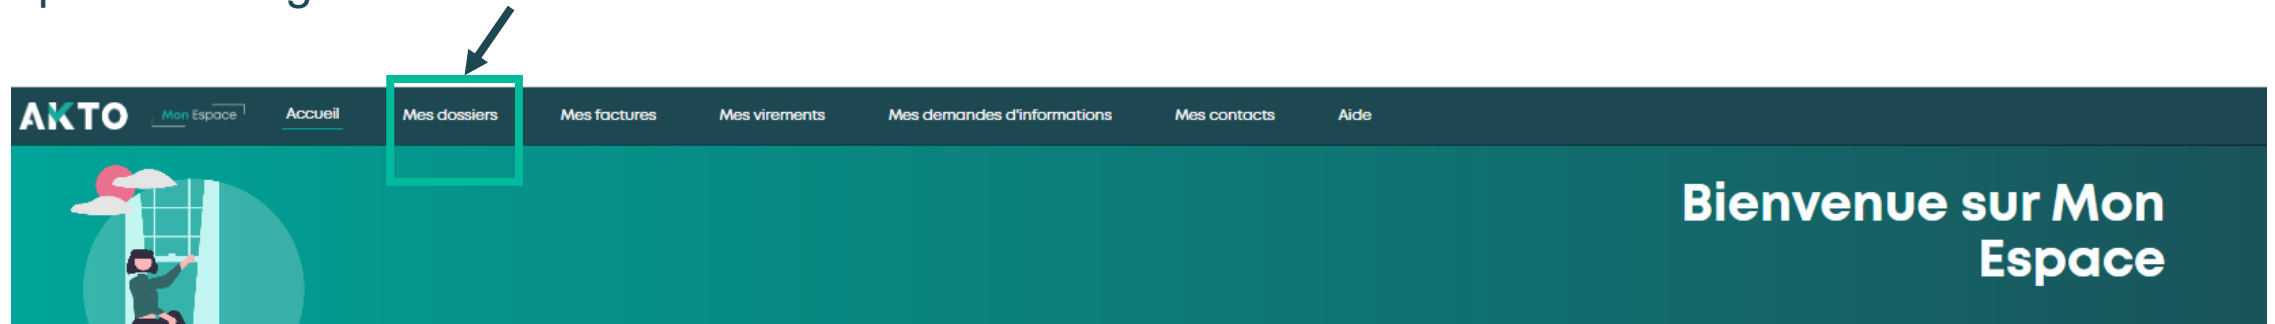 AKTO Mon Espace Accueil Mes dossiers Mes factures Mes virements Mes demandes d'informations Mes contacts Aide
Bienvenue sur Mon
Espace